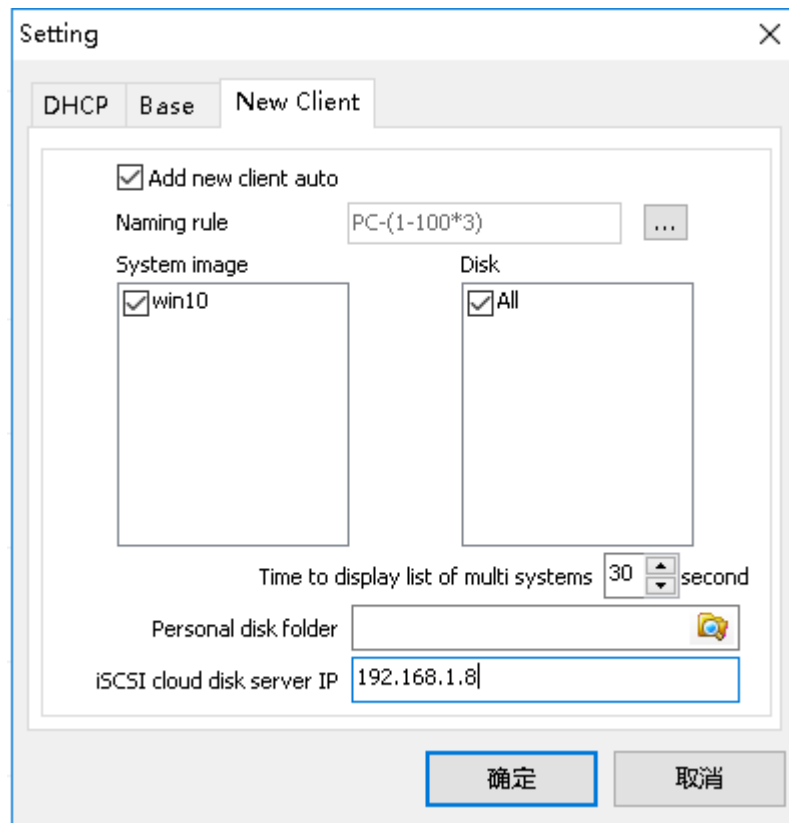 Setting
DHCP Base New Client
Add new client auto
Naming rule PC-(1-100*3) ...
System image Disk
win10 All
Time to display list of multi systems 30 second
Personal disk folder
iSCSI cloud disk server IP 192.168.1.8
确定 取消